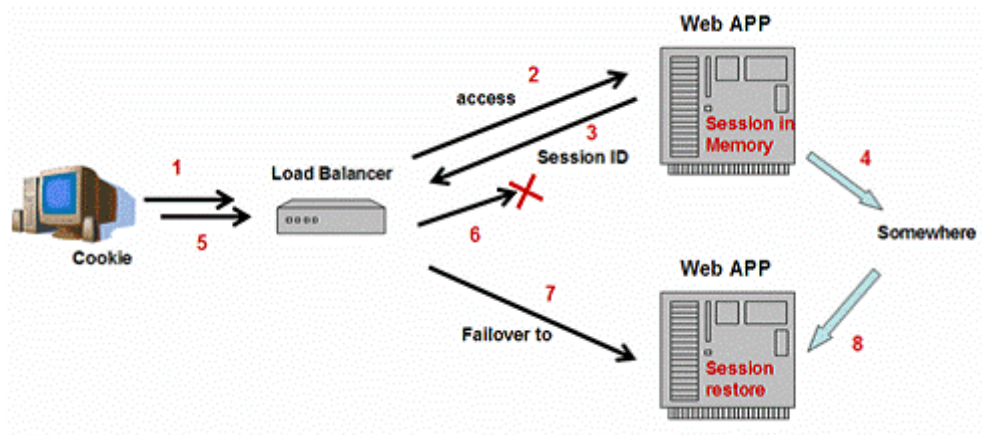 Web APP
2
access
3
Session ID
Session in
Memory
4
1
Load Balancer
5
6
Cookie
Somewhere
Web APP
7
Failover to
8
Session
restore